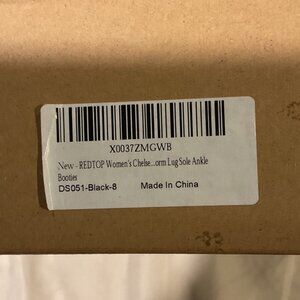 X0037ZMGWB
New - REDTOP Women's Chelse...orm Lug Sole Ankle
Booties
DS051-Black-8 Made In China